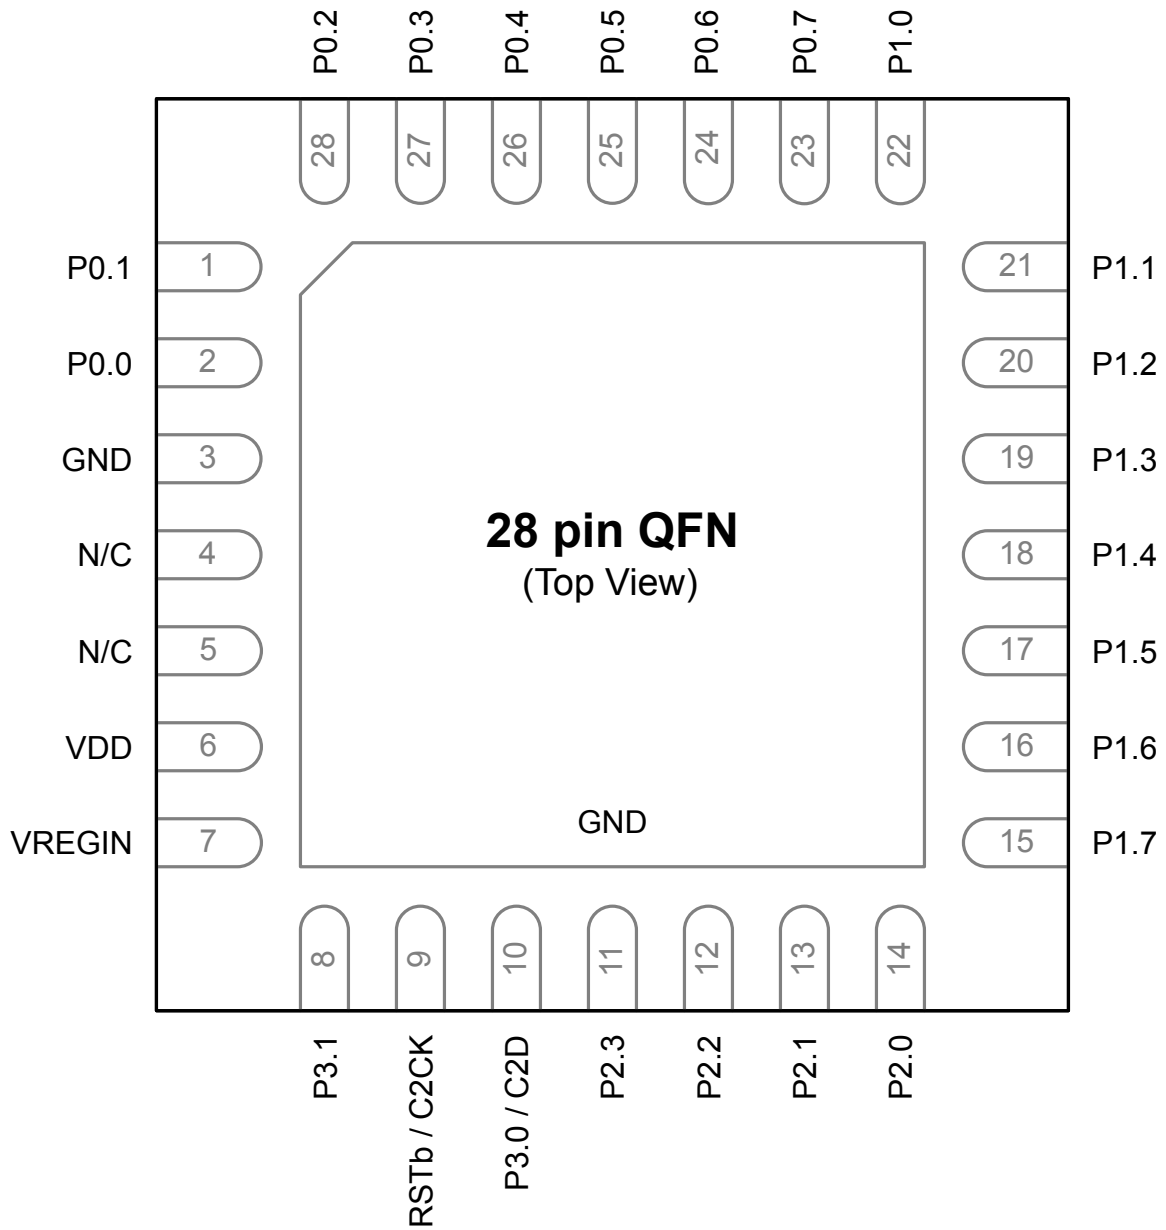 P0.2
P0.3
P0.4
P0.5
P0.6
P0.7
P1.0
28
27
26
25
24
23
22
P0.1 1
21 P1.1
P0.0 2
20 P1.2
GND 3
19 P1.3
N/C 4
18 P1.4
N/C 5
17 P1.5
VDD 6
16 P1.6
VREGIN 7
15 P1.7
28 pin QFN
(Top View)
GND
8
9
10
11
12
13
14
P3.1
RSTb / C2CK
P3.0 / C2D
P2.3
P2.2
P2.1
P2.0